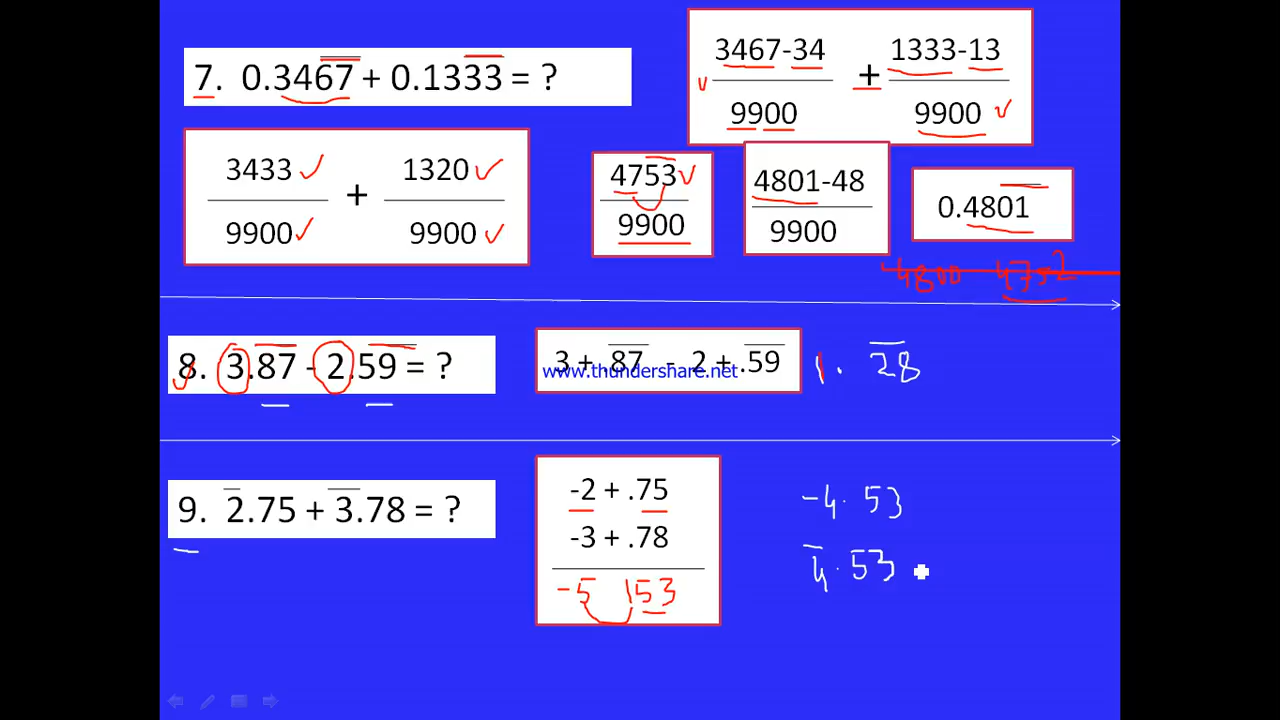 7. 0.3467 + 0.1333 = ?
3467-34
9900
+
1333-13
9900
3433
9900
+
1320
9900
4753
9900
4801-48
9900
0.4801
4800 4752
8. 3.87 - 2.59 = ?
3 + .87 - 2 + .59
www.thundershare.net
1. 28
9. 2.75 + 3.78 = ?
-2 + .75
-3 + .78
-5 153
-4.53
4.53